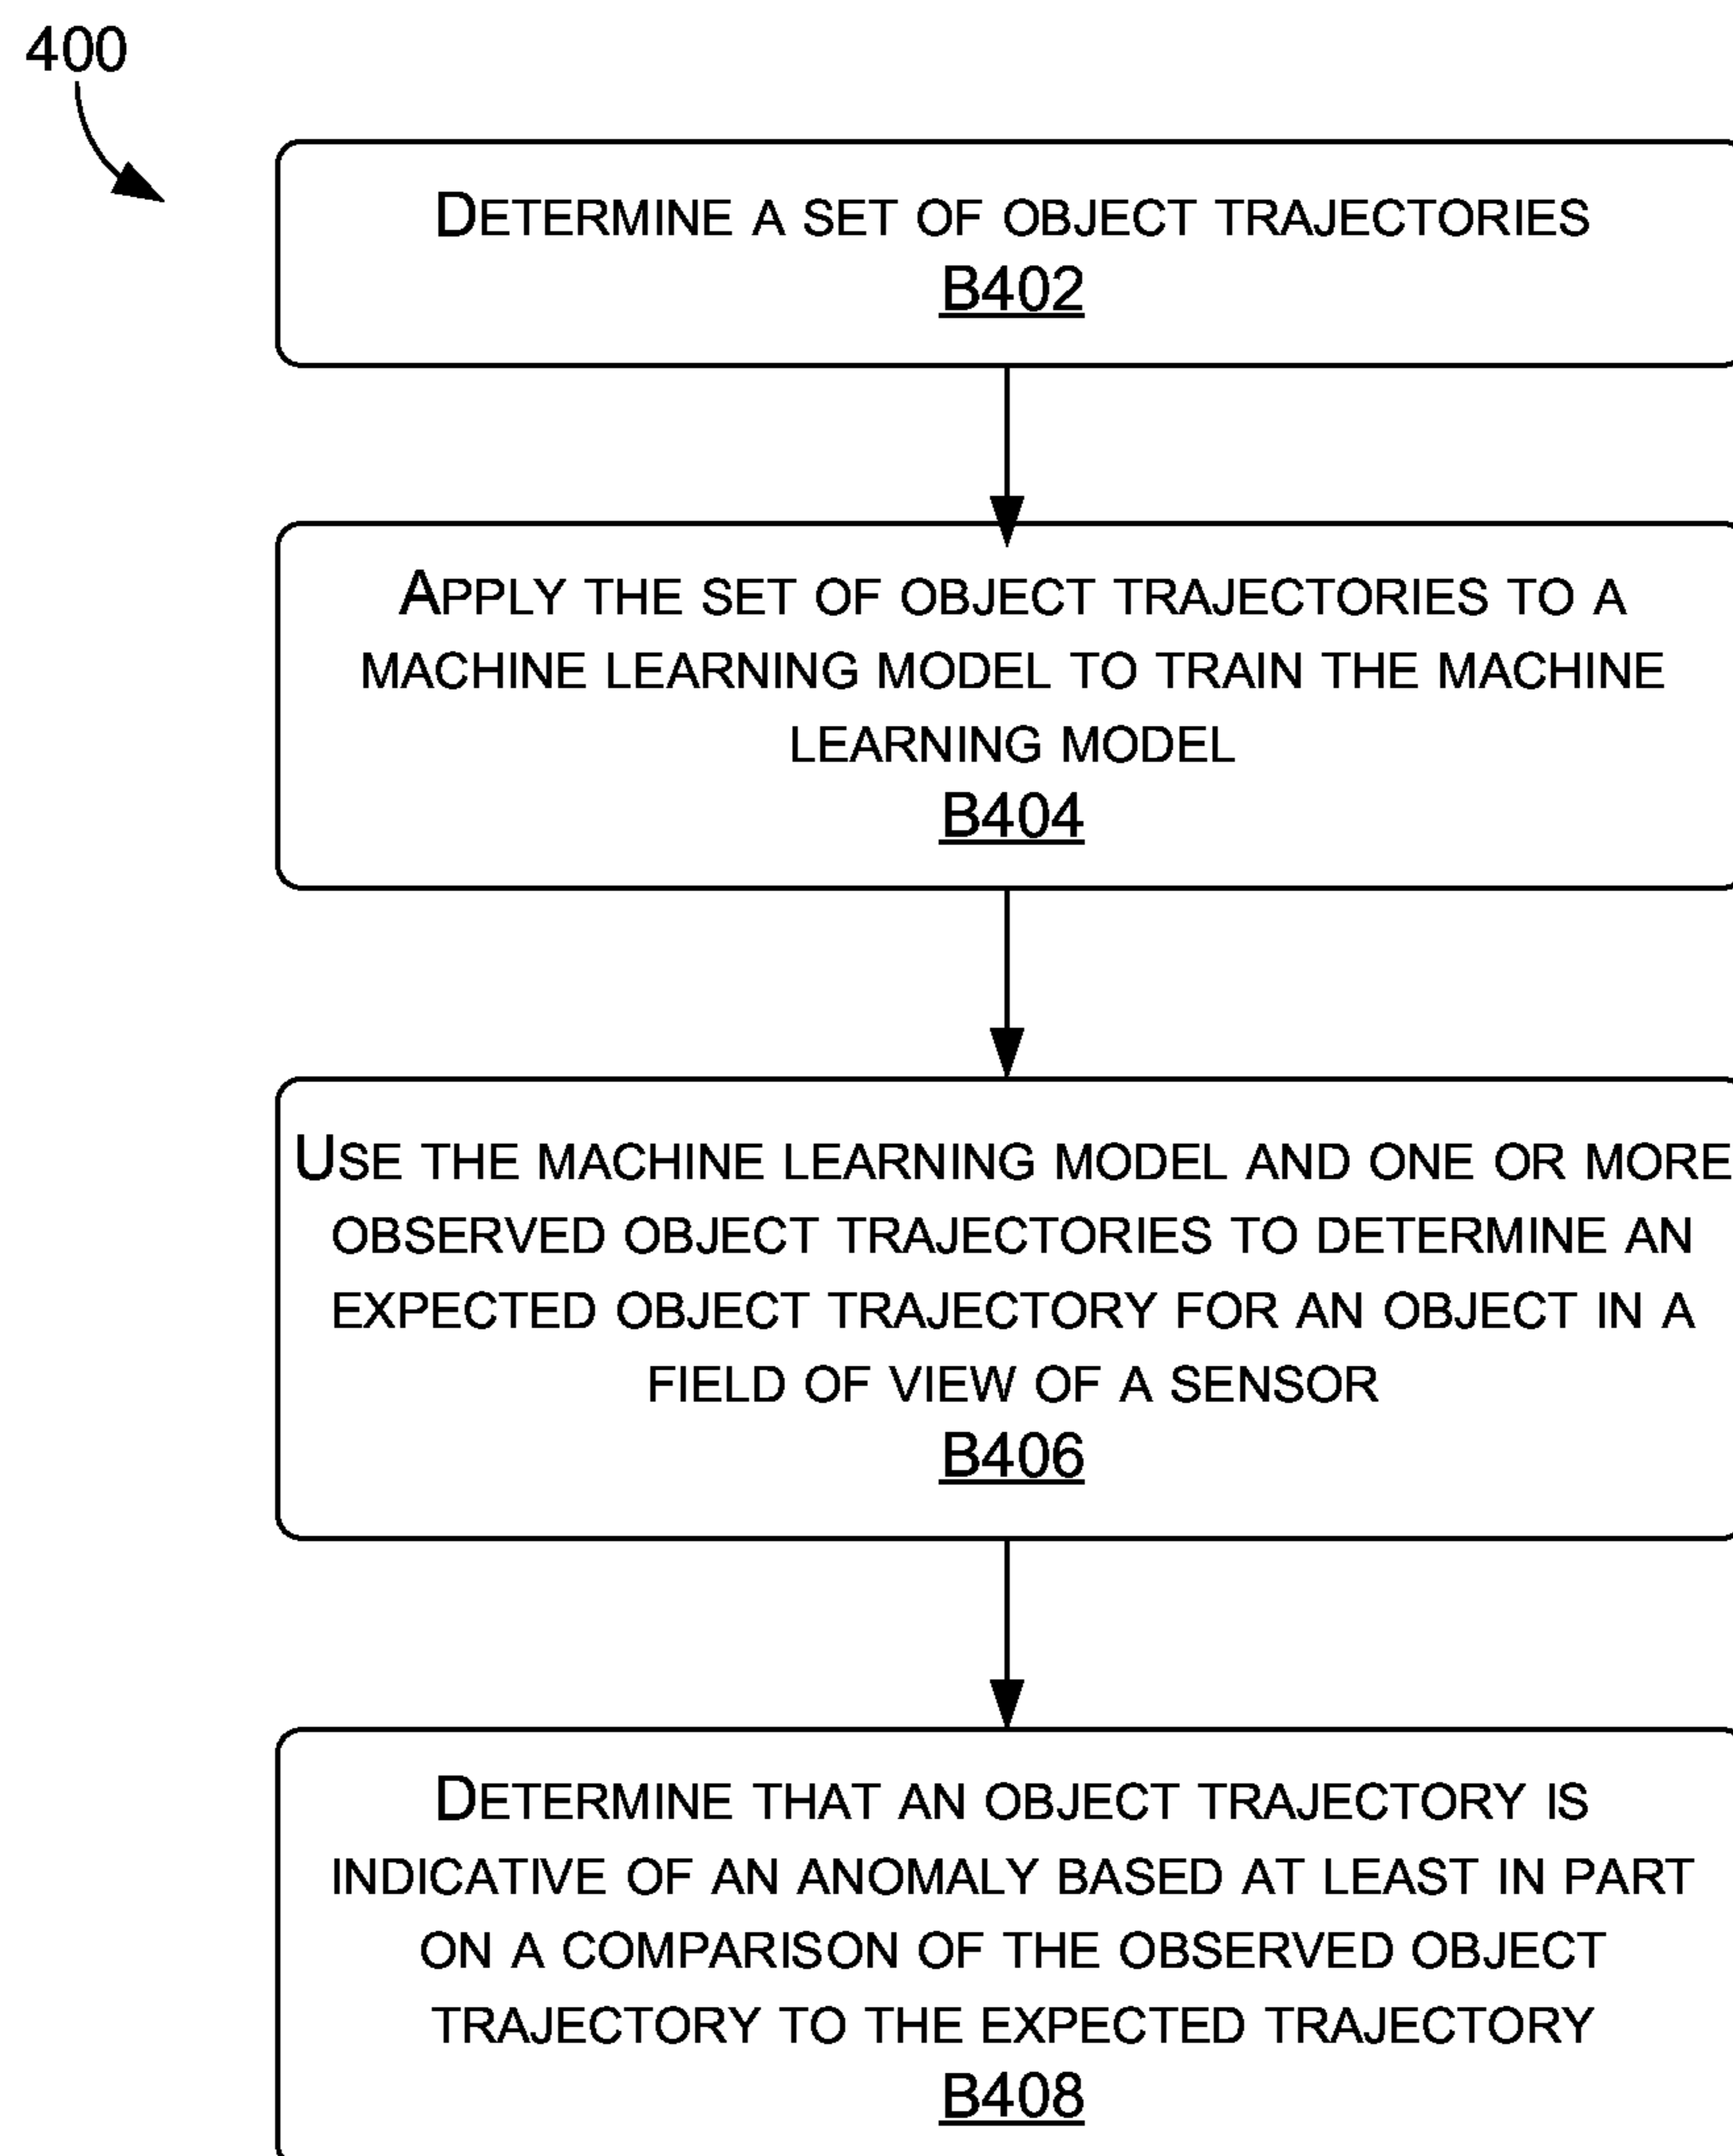 400
DETERMINE A SET OF OBJECT TRAJECTORIES
B402
APPLY THE SET OF OBJECT TRAJECTORIES TO A
MACHINE LEARNING MODEL TO TRAIN THE MACHINE
LEARNING MODEL
B404
USE THE MACHINE LEARNING MODEL AND ONE OR MORE
OBSERVED OBJECT TRAJECTORIES TO DETERMINE AN
EXPECTED OBJECT TRAJECTORY FOR AN OBJECT IN A
FIELD OF VIEW OF A SENSOR
B406
DETERMINE THAT AN OBJECT TRAJECTORY IS
INDICATIVE OF AN ANOMALY BASED AT LEAST IN PART
ON A COMPARISON OF THE OBSERVED OBJECT
TRAJECTORY TO THE EXPECTED TRAJECTORY
B408